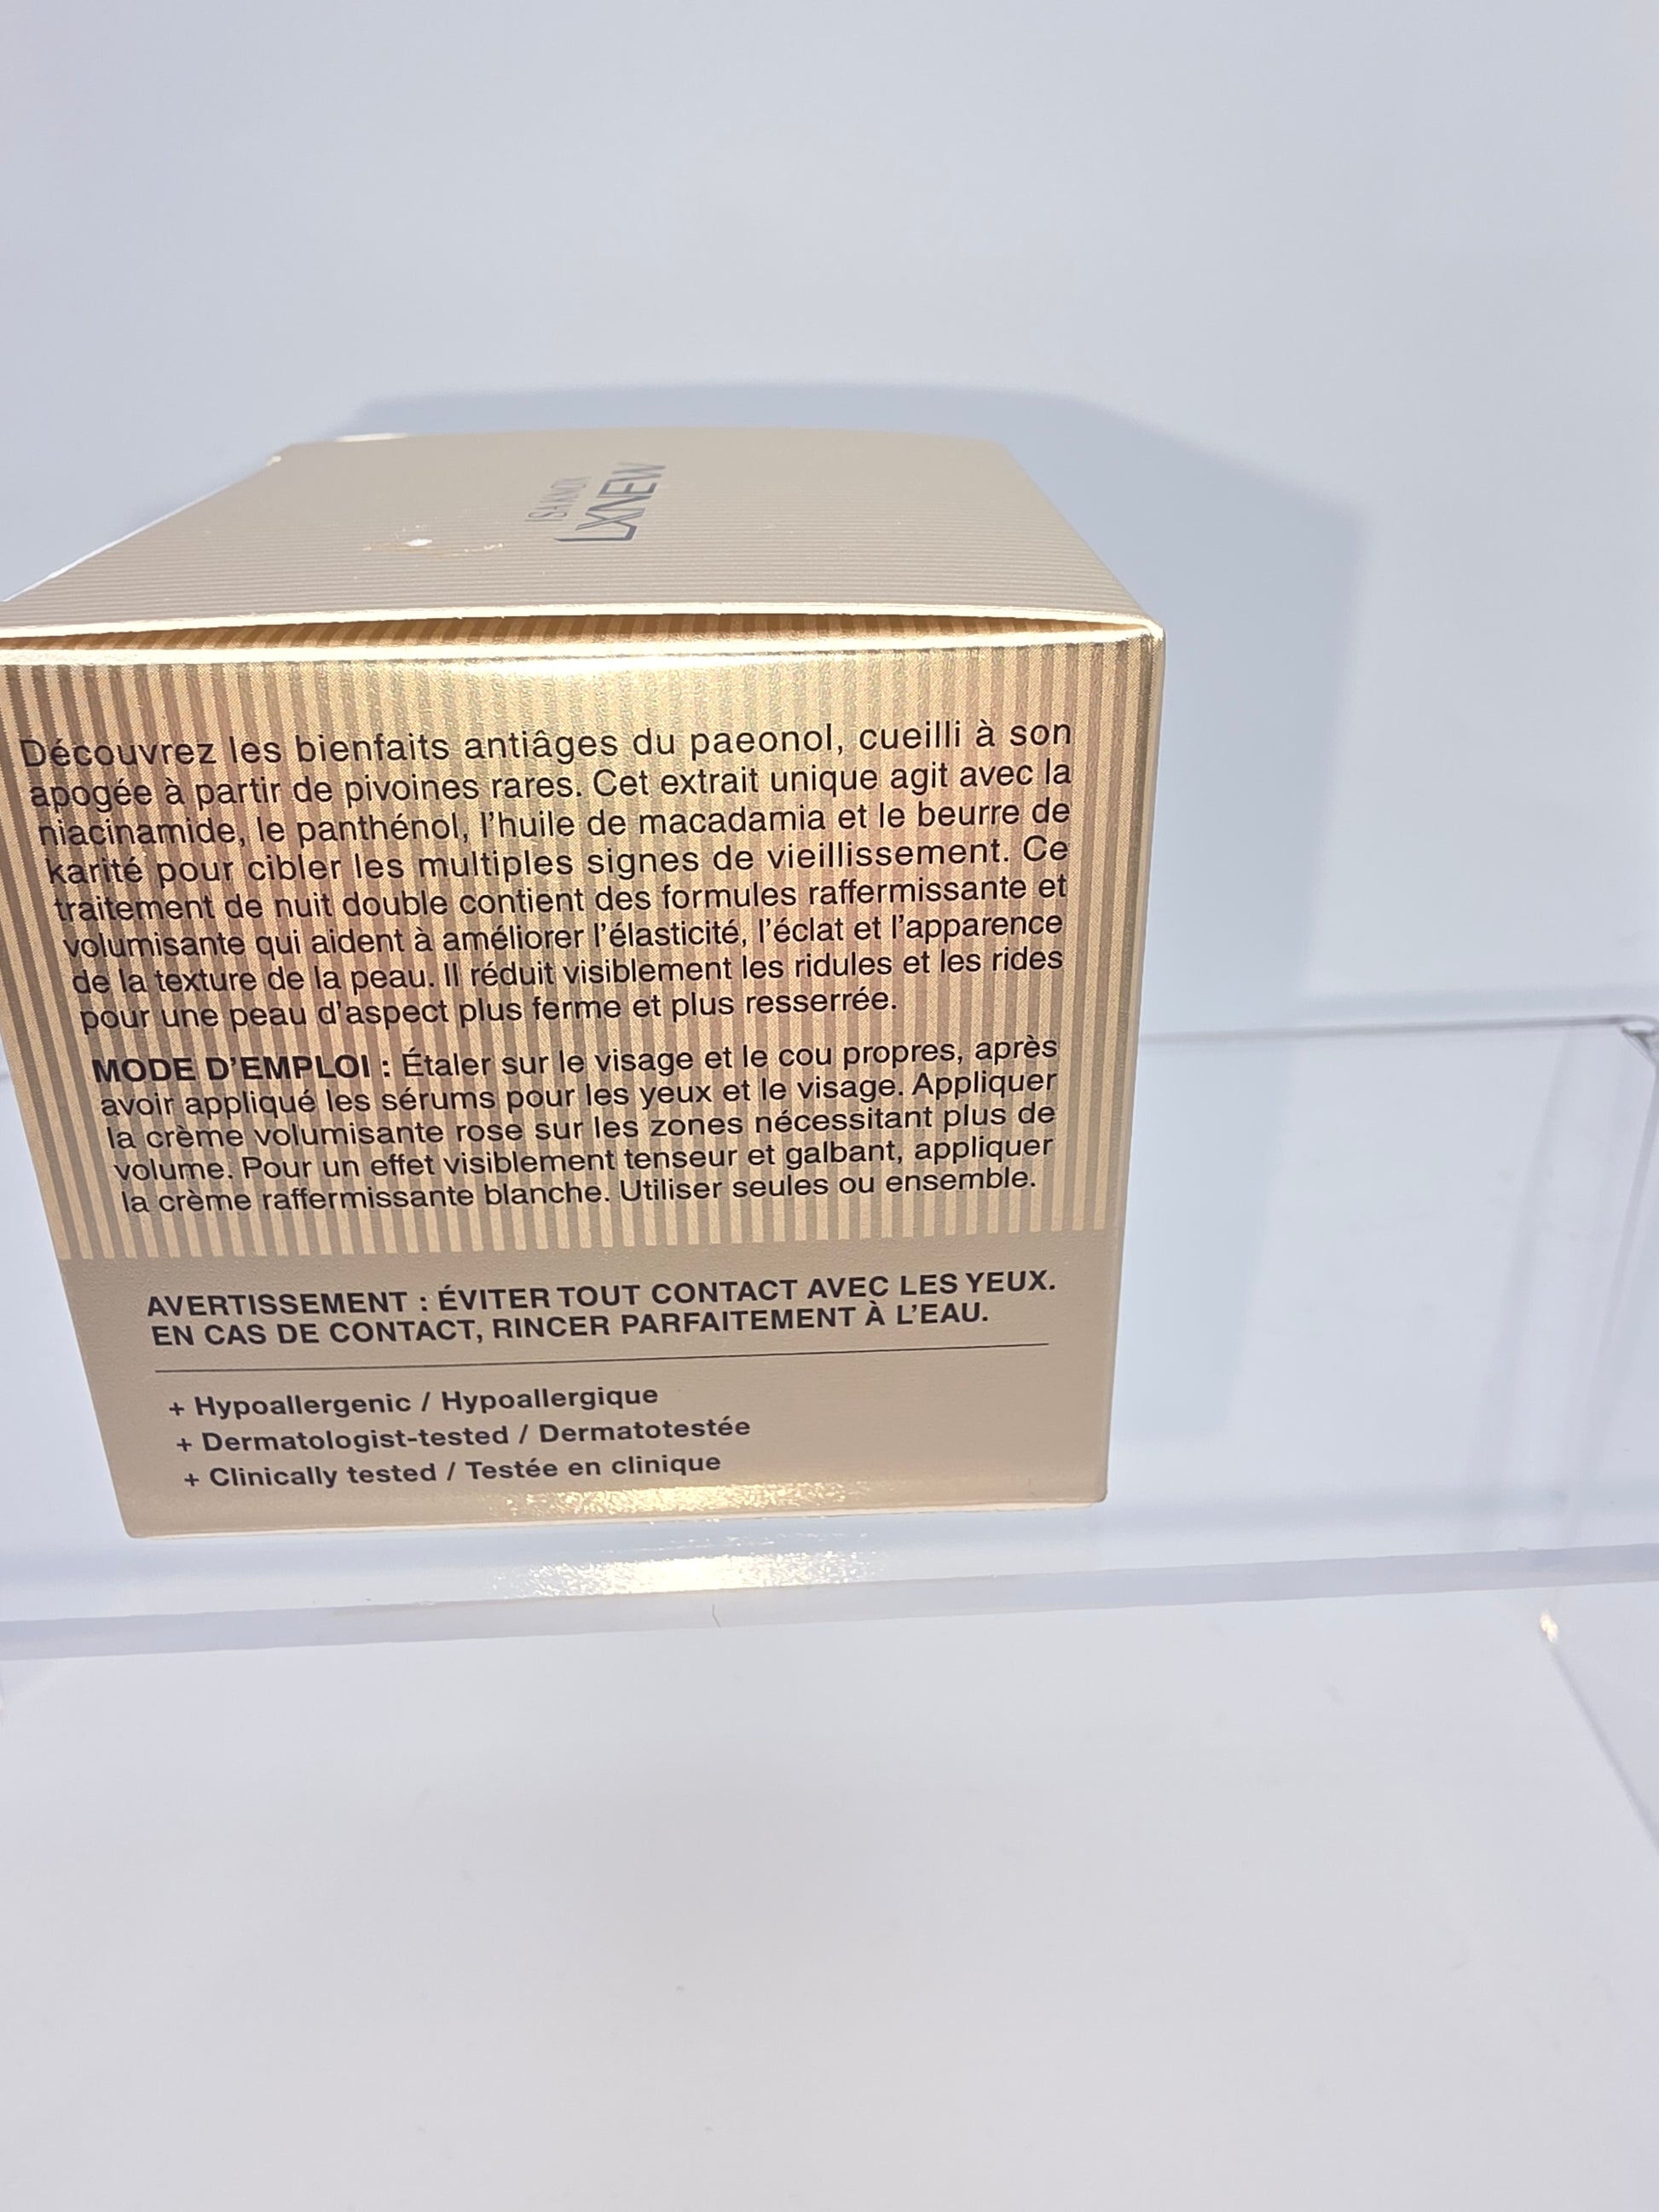 ISA KNOX
LXNEW
Découvrez les bienfaits antiâges du paeonol, cueilli à son
apogée à partir de pivoines rares. Cet extrait unique agit avec la
niacinamide, le panthénol, l'huile de macadamia et le beurre de
karité pour cibler les multiples signes de vieillissement. Ce
traitement de nuit double contient des formules raffermissante et
volumisante qui aident à améliorer l'élasticité, l'éclat et l'apparence
de la texture de la peau. Il réduit visiblement les ridules et les rides
pour une peau d'aspect plus ferme et plus resserrée.
MODE D'EMPLOI : Étaler sur le visage et le cou propres, après
avoir appliqué les sérums pour les yeux et le visage. Appliquer
la crème volumisante rose sur les zones nécessitant plus de
volume. Pour un effet visiblement tenseur et galbant, appliquer
la crème raffermissante blanche. Utiliser seules ou ensemble.
AVERTISSEMENT : ÉVITER TOUT CONTACT AVEC LES YEUX.
EN CAS DE CONTACT, RINCER PARFAITEMENT À L'EAU.
+ Hypoallergenic / Hypoallergique
+ Dermatologist-tested / Dermatotestée
+ Clinically tested / Testée en clinique